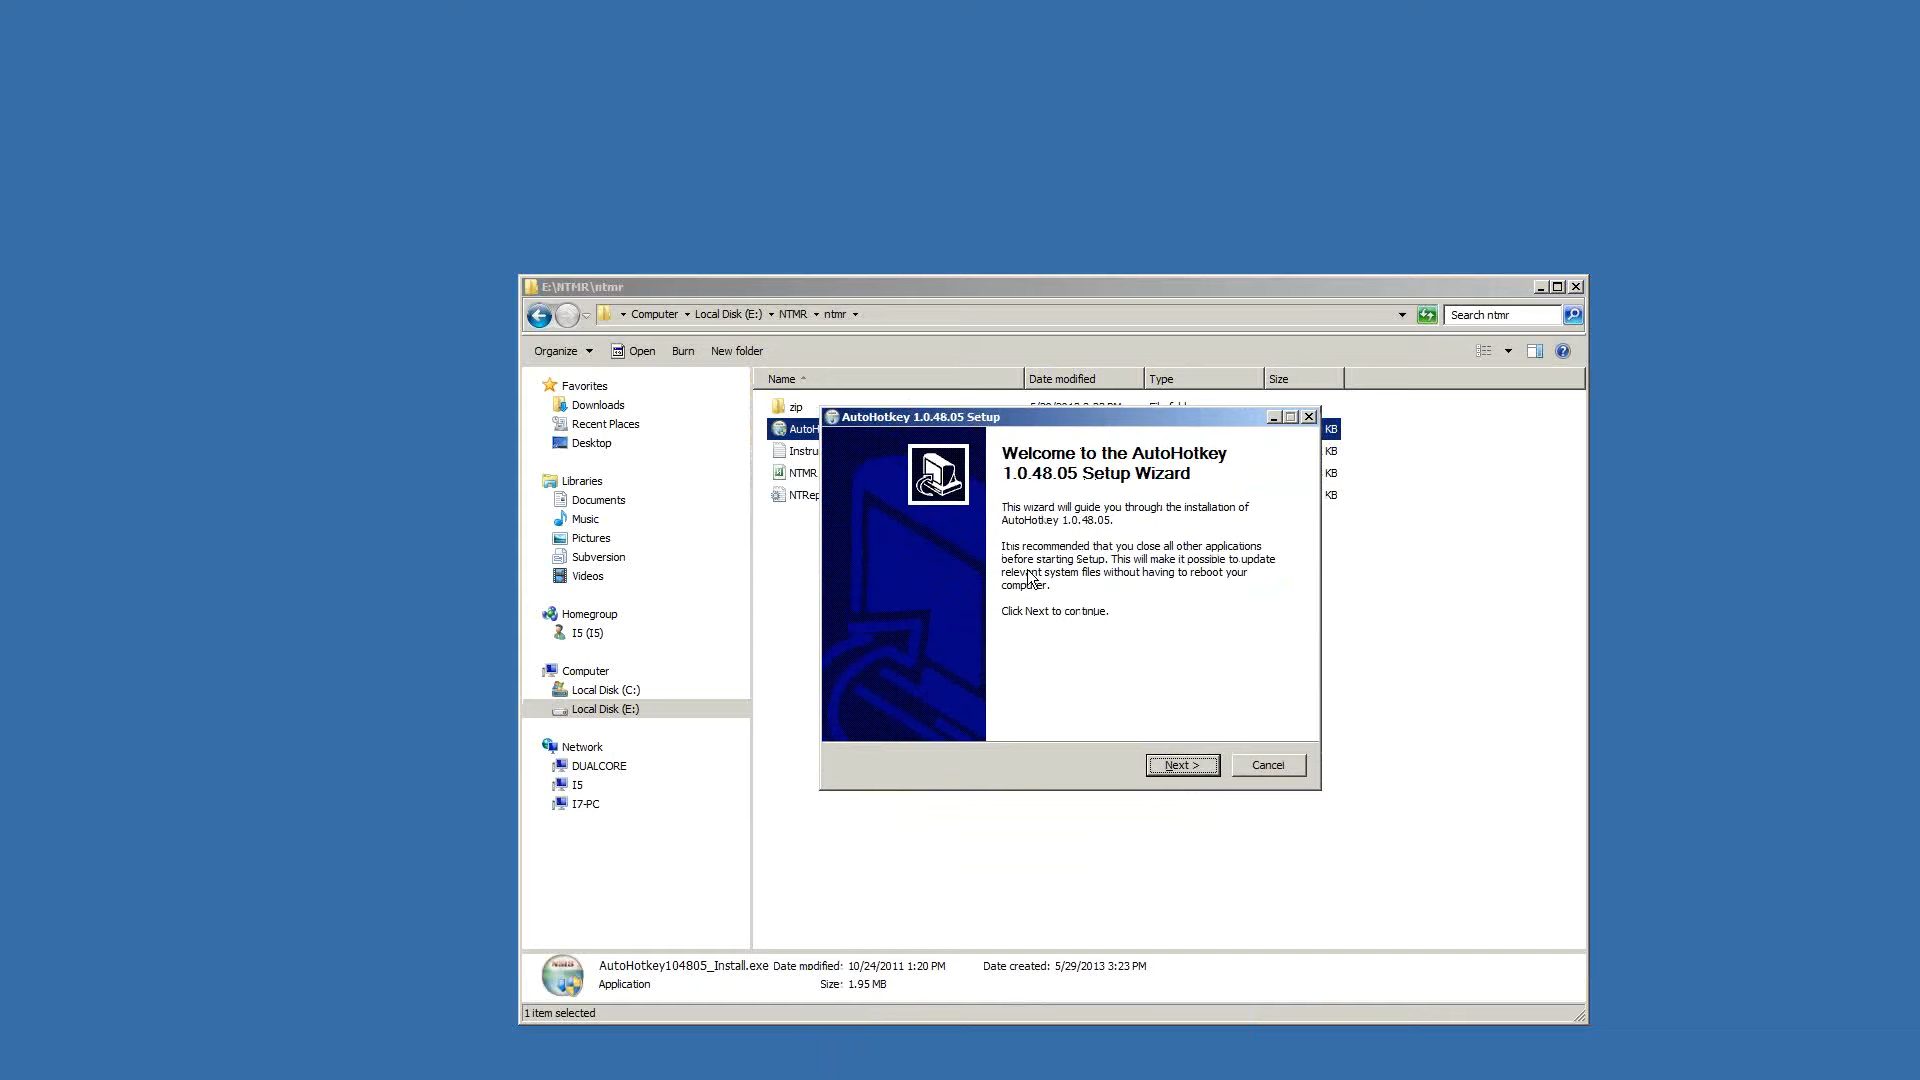 E:\NTMR\ntmr
Computer Local Disk (E:) NTMR ntmr
Search ntmr
Organize Open Burn New folder
Name Date modified Type Size
Favorites
Downloads
Recent Places
Desktop
Libraries
Documents
Music
Pictures
Subversion
Videos
Homegroup
I5 (I5)
Computer
Local Disk (C:)
Local Disk (E:)
Network
DUALCORE
I5
I7-PC
zip
AutoH KB
Instru KB
NTMR KB
NTRep KB
AutoHotkey 1.0.48.05 Setup
Welcome to the AutoHotkey
1.0.48.05 Setup Wizard
This wizard will guide you through the installation of
AutoHotkey 1.0.48.05.
It is recommended that you close all other applications
before starting Setup. This will make it possible to update
relevant system files without having to reboot your
computer.
Click Next to continue.
Next > Cancel
AutoHotkey104805_Install.exe Date modified: 10/24/2011 1:20 PM Date created: 5/29/2013 3:23 PM
Application Size: 1.95 MB
1 item selected